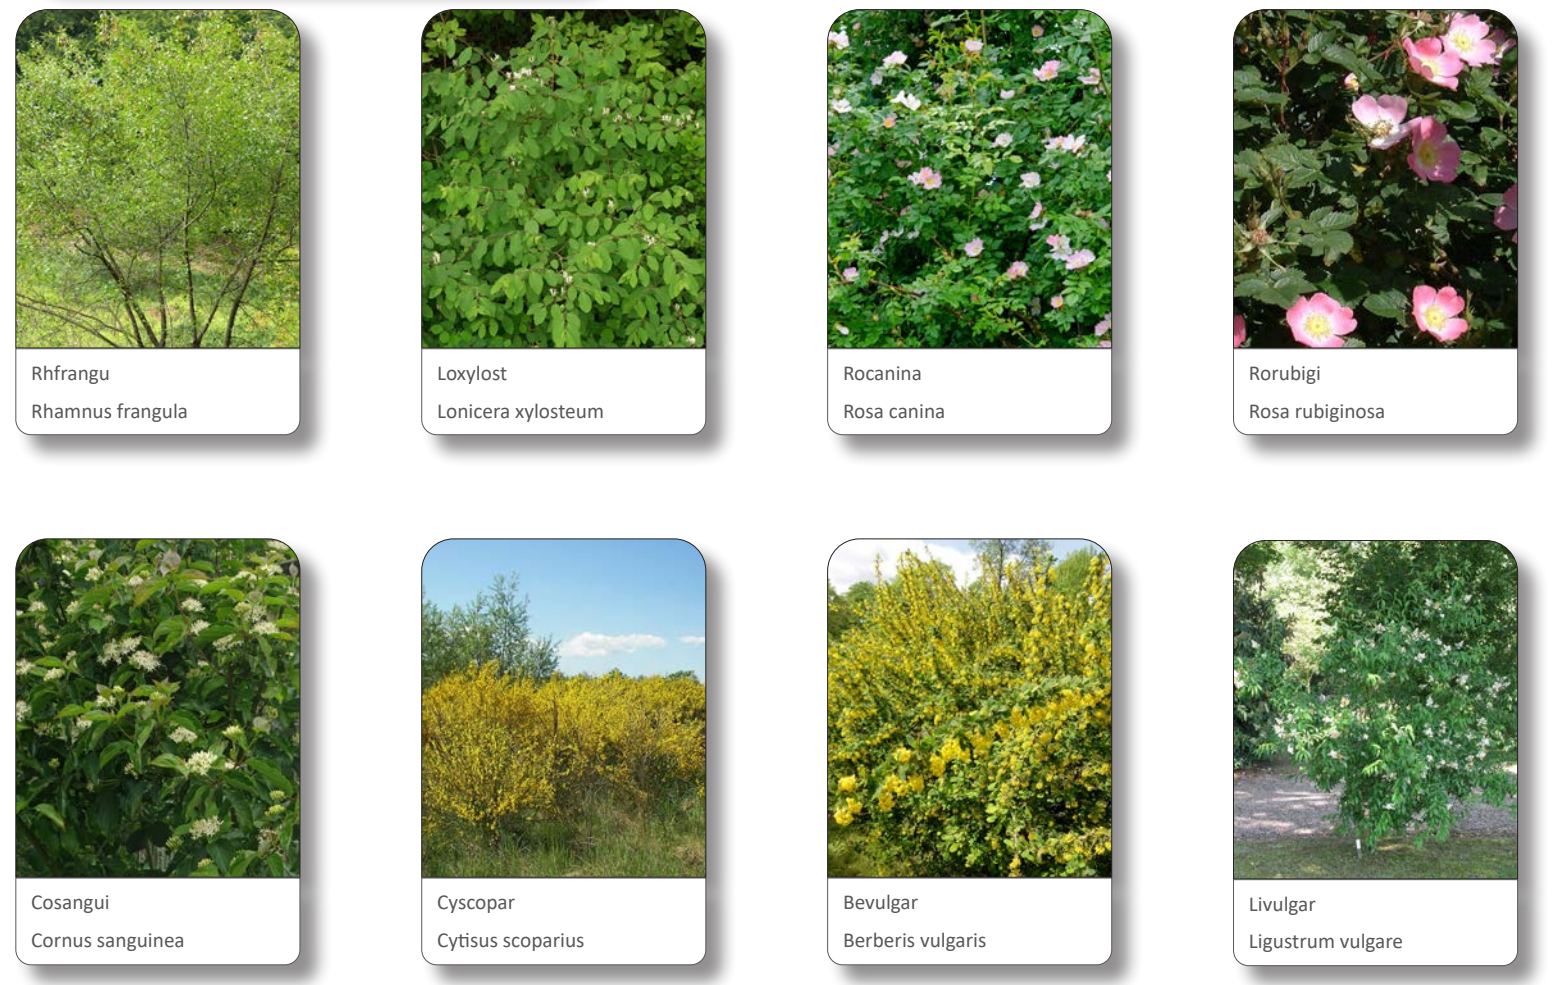 Rhfrangu
Rhamnus frangula
Loxylost
Lonicera xylosteum
Rocanina
Rosa canina
Rorubigi
Rosa rubiginosa
Cosangui
Cornus sanguinea
Cyscopar
Cytisus scoparius
Bevulgar
Berberis vulgaris
Livulgar
Ligustrum vulgare